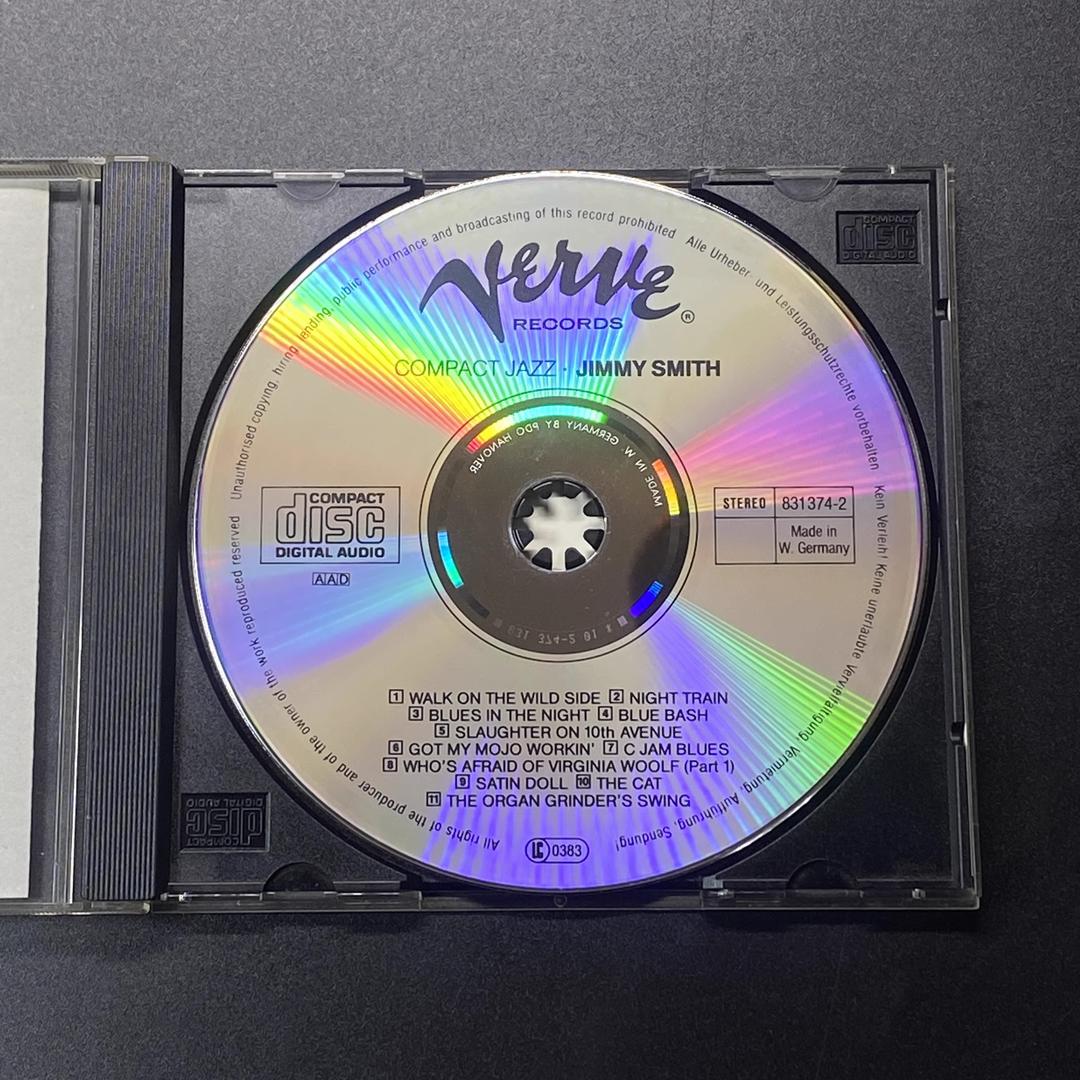 VERVE
RECORDS ®
COMPACT JAZZ · JIMMY SMITH
COMPACT
disc
DIGITAL AUDIO
AAD
STEREO 831 374-2
Made in
W. Germany
1 WALK ON THE WILD SIDE 2 NIGHT TRAIN
3 BLUES IN THE NIGHT 4 BLUE BASH
5 SLAUGHTER ON 10th AVENUE
6 GOT MY MOJO WORKIN' 7 C JAM BLUES
8 WHO'S AFRAID OF VIRGINIA WOOLF (Part 1)
9 SATIN DOLL 10 THE CAT
11 THE ORGAN GRINDER'S SWING
LC 0383
All rights of the producer and of the owner of the work reproduced reserved Unauthorised copying, hiring, lending, public performance and broadcasting of this record prohibited Alle Urheber- und Leistungsschutzrechte vorbehalten Kein Verleih! Keine unerlaubte Vervielfältigung, Vermietung, Aufführung, Sendung!
MADE IN W. GERMANY BY PDO HANOVER
831 374-2 01 #
COMPACT
disc
DIGITAL AUDIO
COMPACT
disc
DIGITAL AUDIO